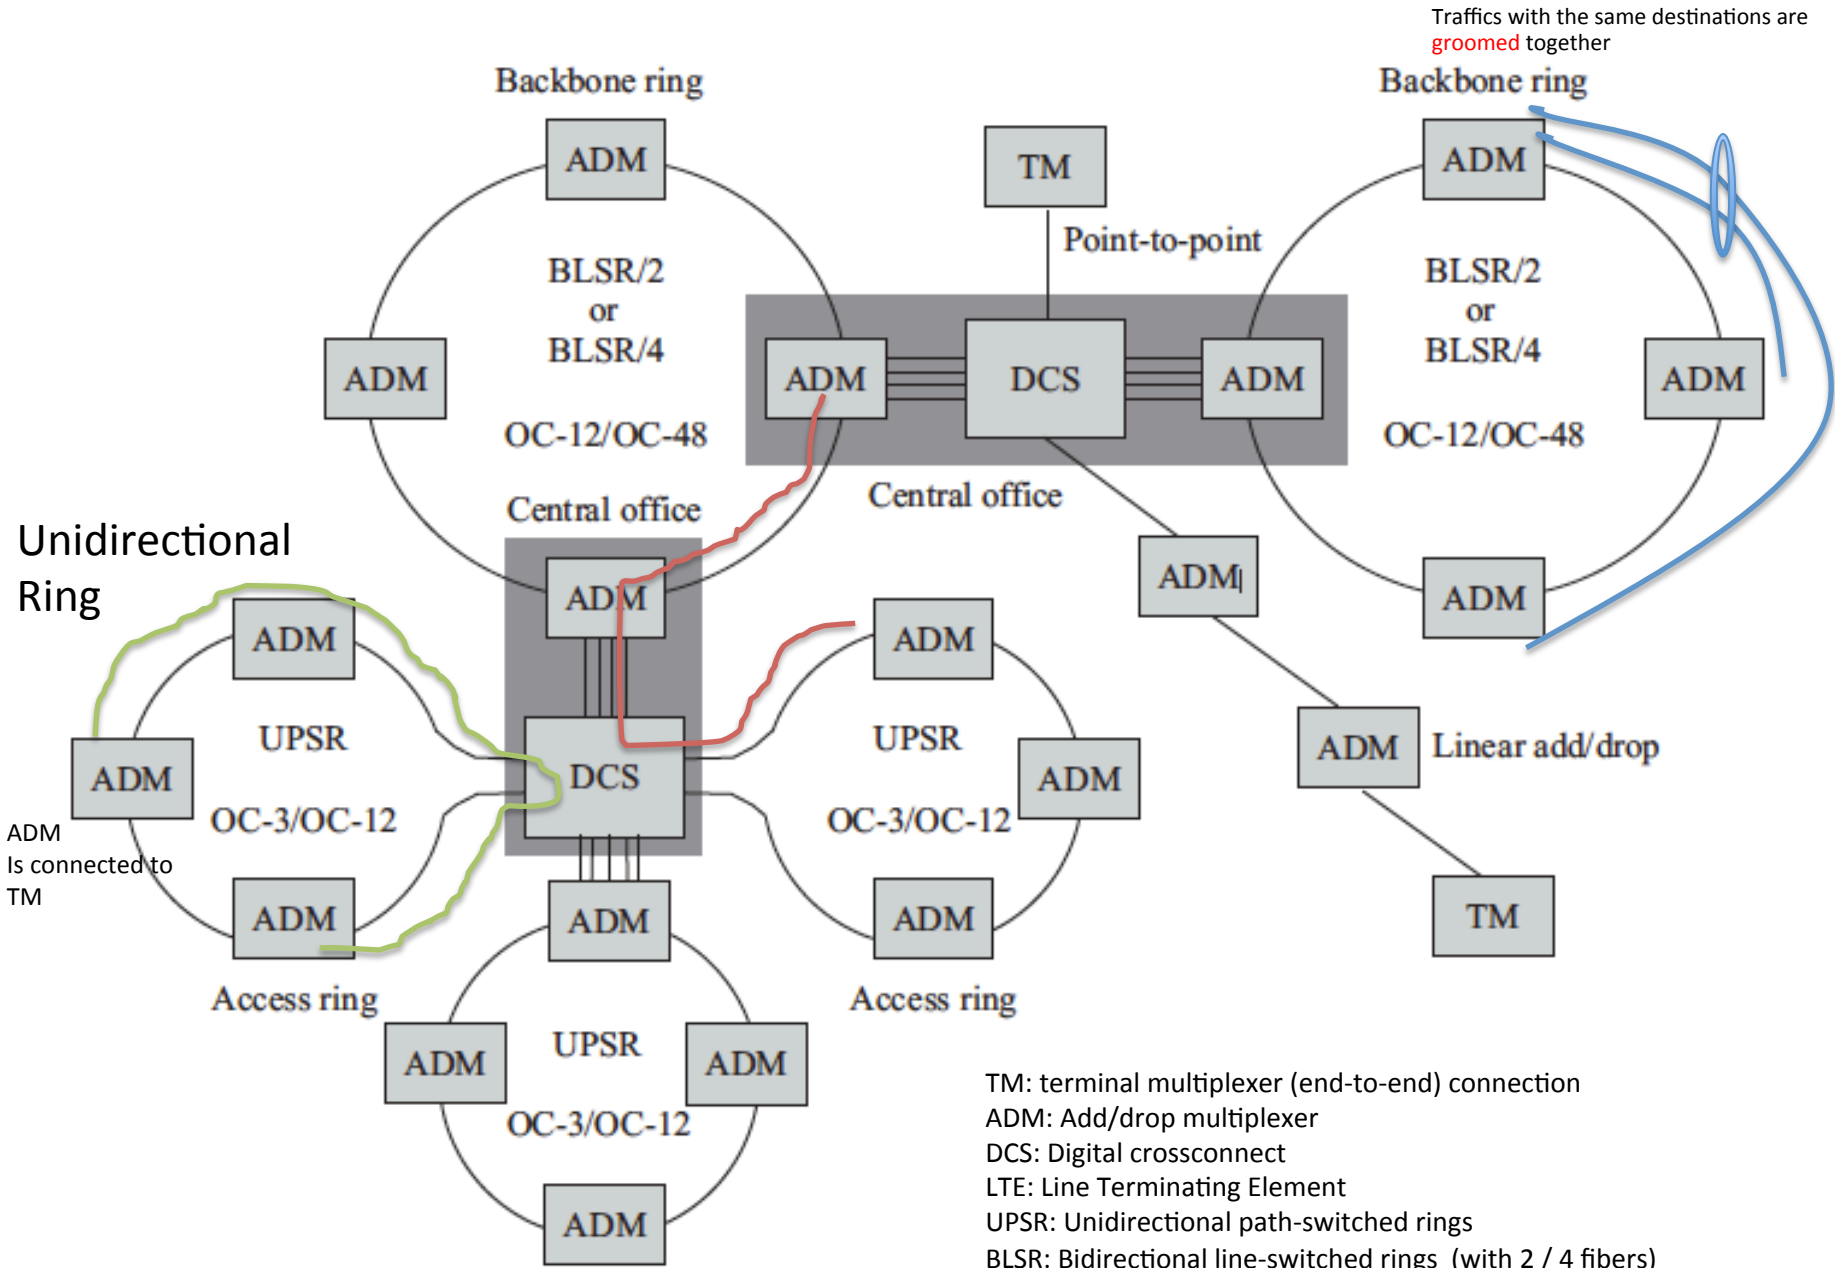 Traffics with the same destinations are
groomed together
Backbone ring
Backbone ring
ADM
TM
ADM
Point-to-point
BLSR/2
or
BLSR/4
BLSR/2
or
BLSR/4
ADM
ADM
DCS
ADM
ADM
OC-12/OC-48
OC-12/OC-48
Central office
Central office
Unidirectional
Ring
ADM
ADM
ADM
ADM
ADM
UPSR
UPSR
ADM
Linear add/drop
ADM
DCS
ADM
OC-3/OC-12
OC-3/OC-12
ADM
Is connected to
TM
ADM
ADM
ADM
TM
Access ring
Access ring
UPSR
ADM
ADM
OC-3/OC-12
ADM
TM: terminal multiplexer (end-to-end) connection
ADM: Add/drop multiplexer
DCS: Digital crossconnect
LTE: Line Terminating Element
UPSR: Unidirectional path-switched rings
BLSR: Bidirectional line-switched rings (with 2 / 4 fibers)